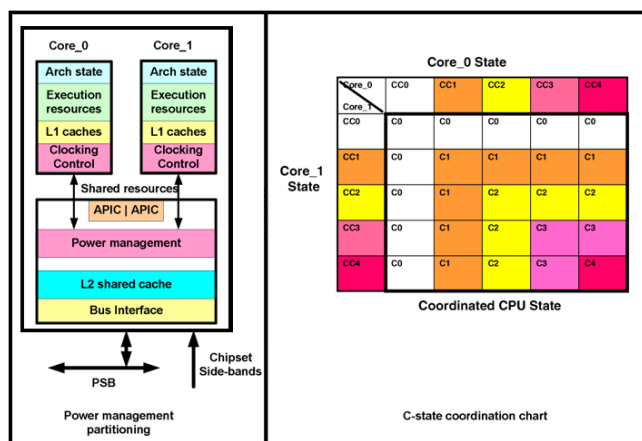 Core_0 Core_1
Arch state Arch state
Execution Execution
resources resources
L1 caches L1 caches
Clocking Clocking
Control Control
Shared resources
APIC | APIC
Power management
L2 shared cache
Bus Interface
PSB
Chipset
Side-bands
Power management
partitioning
Core_0 State
Core_0 CC0 CC1 CC2 CC3 CC4
Core_1
CC0 C0 C0 C0 C0 C0
CC1 C0 C1 C1 C1 C1
CC2 C0 C1 C2 C2 C2
CC3 C0 C1 C2 C3 C3
CC4 C0 C1 C2 C3 C4
Core_1
State
Coordinated CPU State
C-state coordination chart